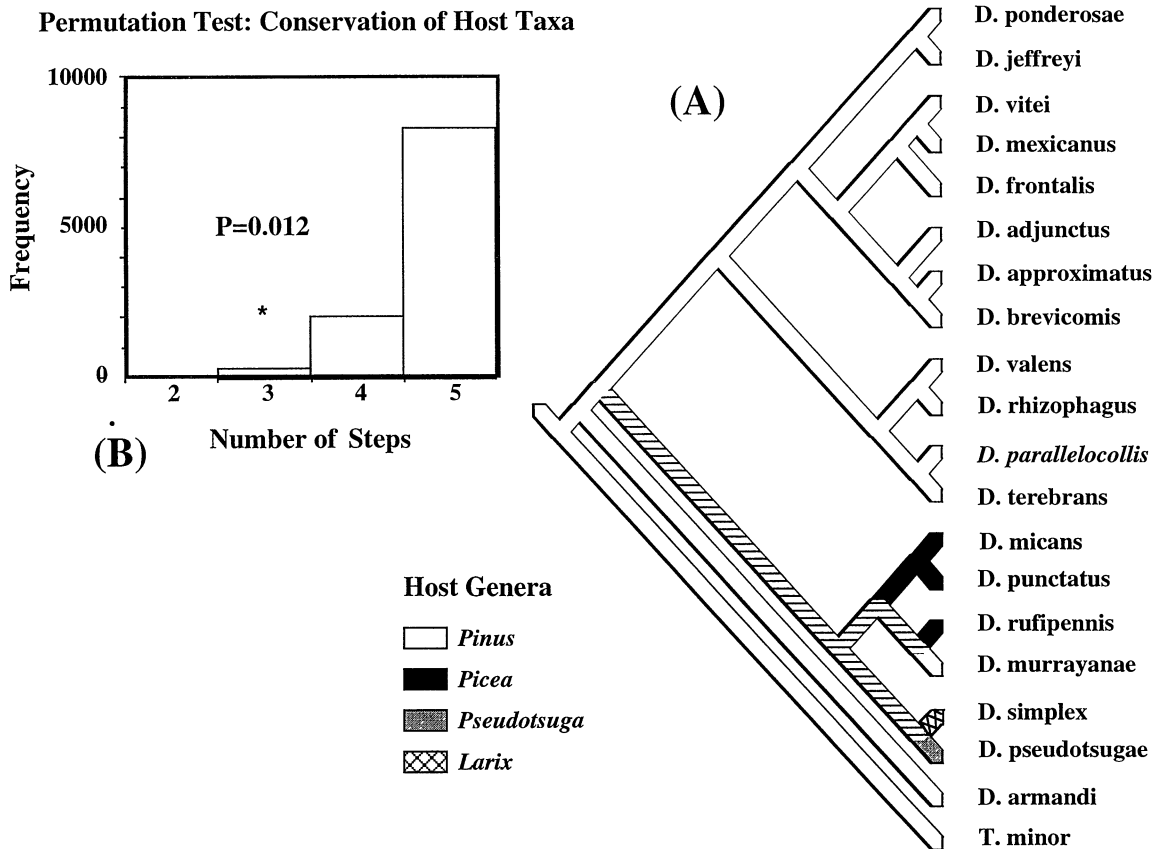 Permutation Test: Conservation of Host Taxa
10000
5000
0
Frequency
P=0.012
*
2 3 4 5
Number of Steps
(B)
(A)
D. ponderosae
D. jeffreyi
D. vitei
D. mexicanus
D. frontalis
D. adjunctus
D. approximatus
D. brevicomis
D. valens
D. rhizophagus
D. parallelocollis
D. terebrans
D. micans
D. punctatus
D. rufipennis
D. murrayanae
D. simplex
D. pseudotsugae
D. armandi
T. minor
Host Genera
Pinus
Picea
Pseudotsuga
Larix